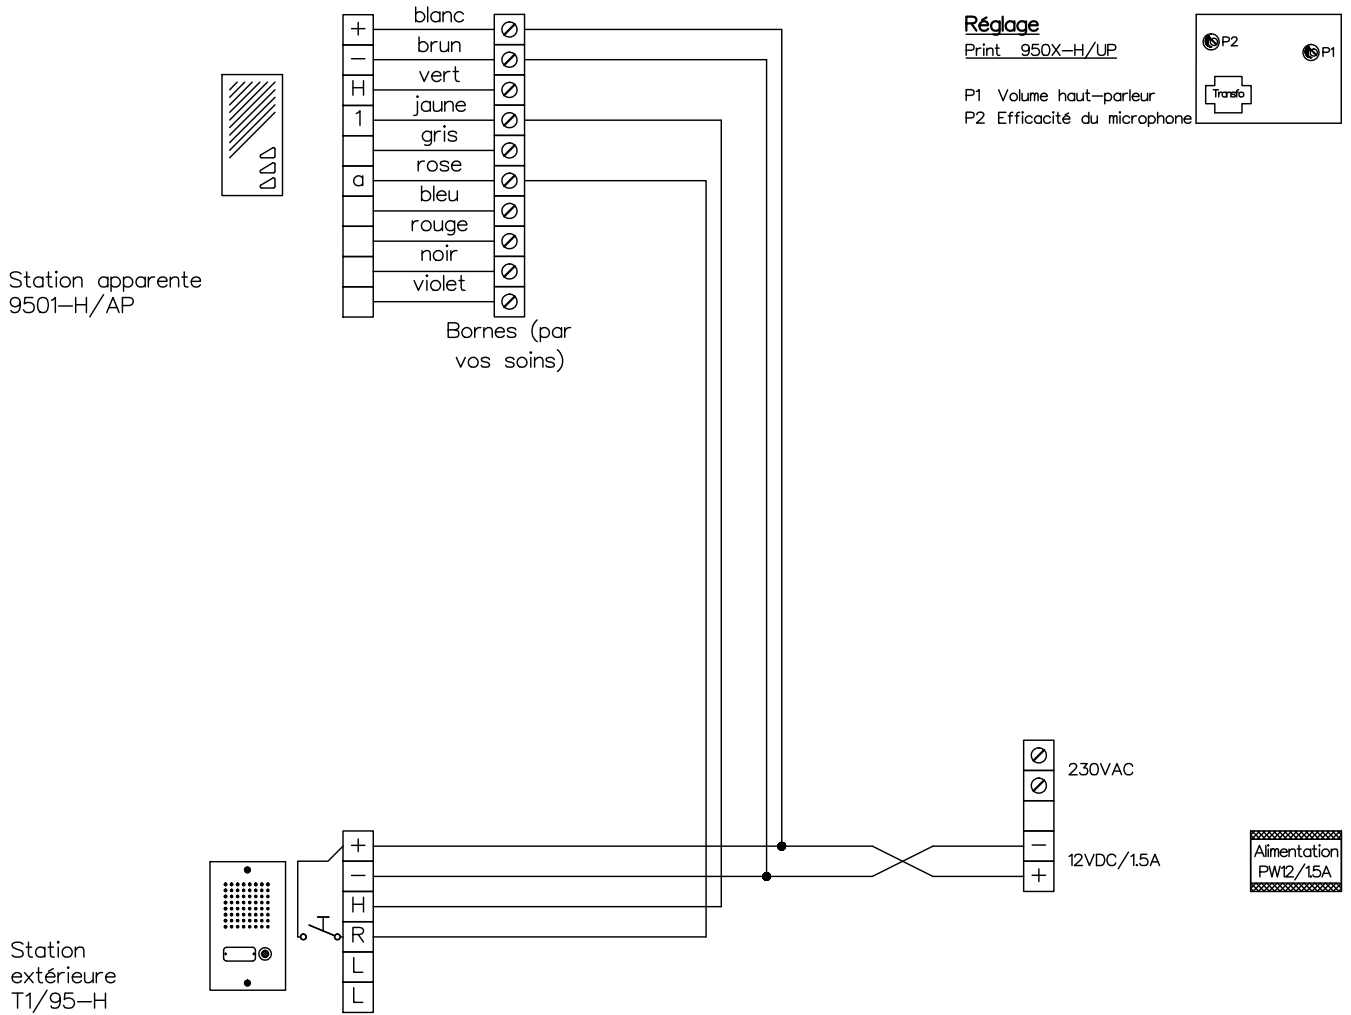 + blanc
− brun
H vert
1 jaune
gris
a rose
bleu
rouge
noir
violet
Bornes (par
vos soins)
Station apparente
9501−H/AP
Réglage
Print 950X−H/UP
P1 Volume haut−parleur
P2 Efficacité du microphone
P2
P1
Transfo
230VAC
−
+
12VDC/1.5A
Alimentation
PW12/1.5A
+
−
H
R
L
L
Station
extérieure
T1/95−H